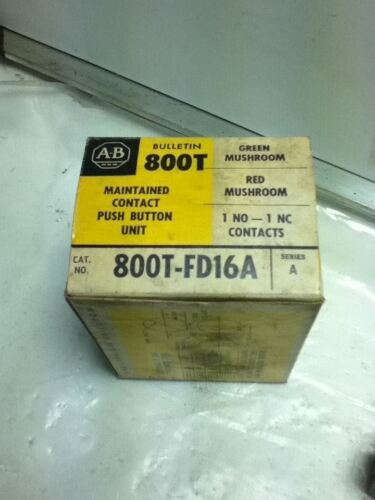 A-B
BULLETIN
800T
MAINTAINED
CONTACT
PUSH BUTTON
UNIT
GREEN
MUSHROOM
RED
MUSHROOM
1 NO — 1 NC
CONTACTS
CAT.
NO.
800T-FD16A
SERIES
A